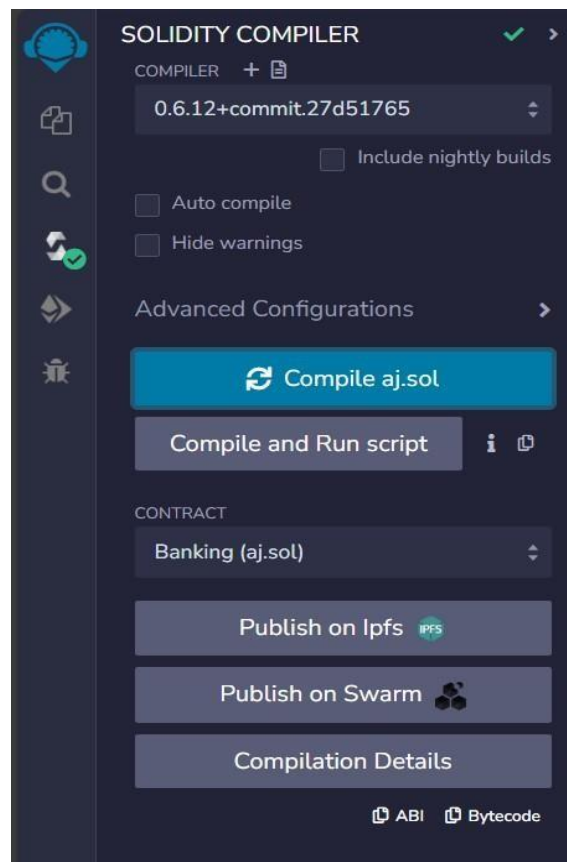 SOLIDITY COMPILER
COMPILER
0.6.12+commit.27d51765
Include nightly builds
Auto compile
Hide warnings
Advanced Configurations
Compile aj.sol
Compile and Run script
CONTRACT
Banking (aj.sol)
Publish on Ipfs IPFS
Publish on Swarm
Compilation Details
ABI Bytecode